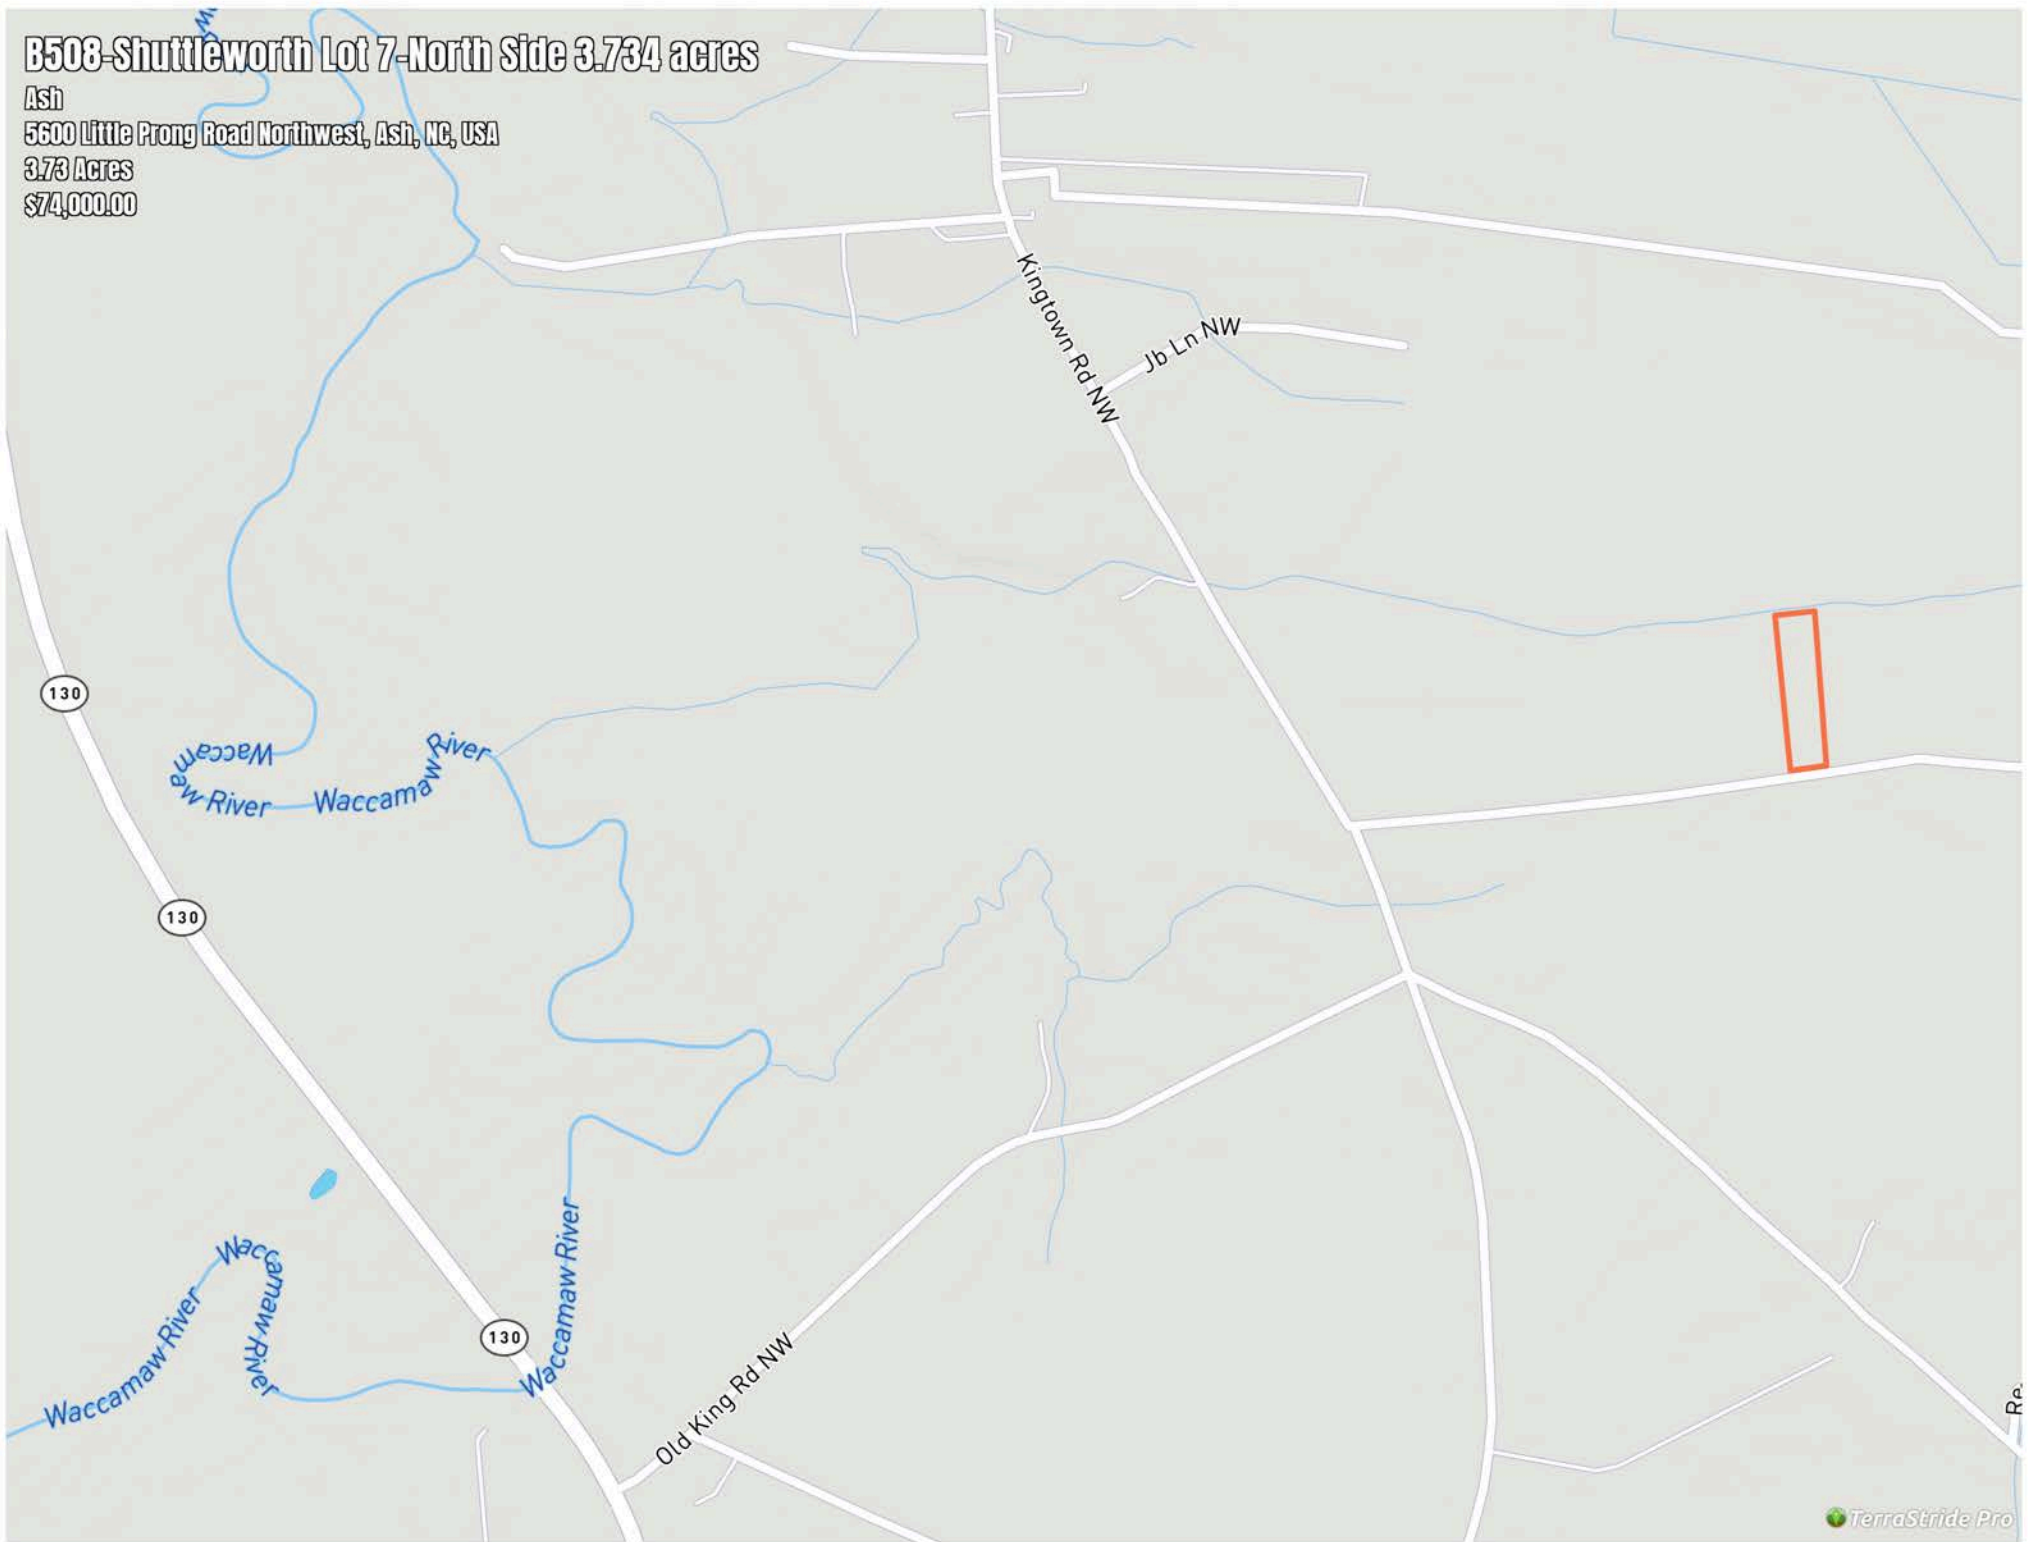 B508-Shuttleworth Lot 7-North Side 3.734 acres
Ash
5600 Little Prong Road Northwest, Ash, NC, USA
3.73 Acres
$74,000.00
Kingtown Rd NW
Jb Ln NW
130
Waccamaw River
Waccamaw River
130
Waccamaw River
Waccamaw River
130
Waccamaw River
Old King Rd NW
TerraStride Pro